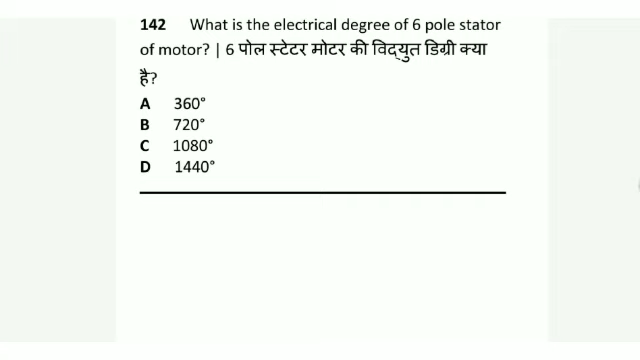 142 What is the electrical degree of 6 pole stator
of motor? | 6 पोल स्टेटर मोटर की विद्युत डिग्री क्या
है?
A 360°
B 720°
C 1080°
D 1440°